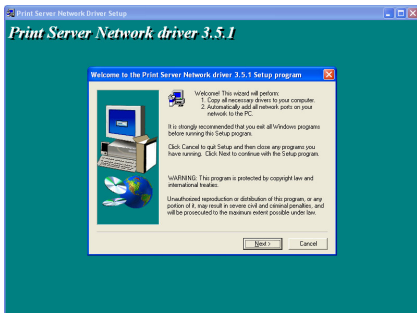 Print Server Network Driver Setup
Print Server Network driver 3.5.1
Welcome to the Print Server Network driver 3.5.1 Setup program
Welcome! This wizard will perform:
1. Copy all necessary drivers to your computer.
2. Automatically add all network ports on your
network to the PC.
It is strongly recommended that you exit all Windows programs
before running this Setup program.
Click Cancel to quit Setup and then close any programs you
have running. Click Next to continue with the Setup program.
WARNING: This program is protected by copyright law and
international treaties.
Unauthorized reproduction or distribution of this program, or any
portion of it, may result in severe civil and criminal penalties, and
will be prosecuted to the maximum extent possible under law.
Next >
Cancel